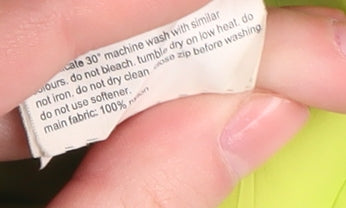 cate 30° machine wash with similar
olours. do not bleach. tumble dry on low heat. do
not iron. do not dry clean close zip before washing.
do not use softener.
main fabric: 100%